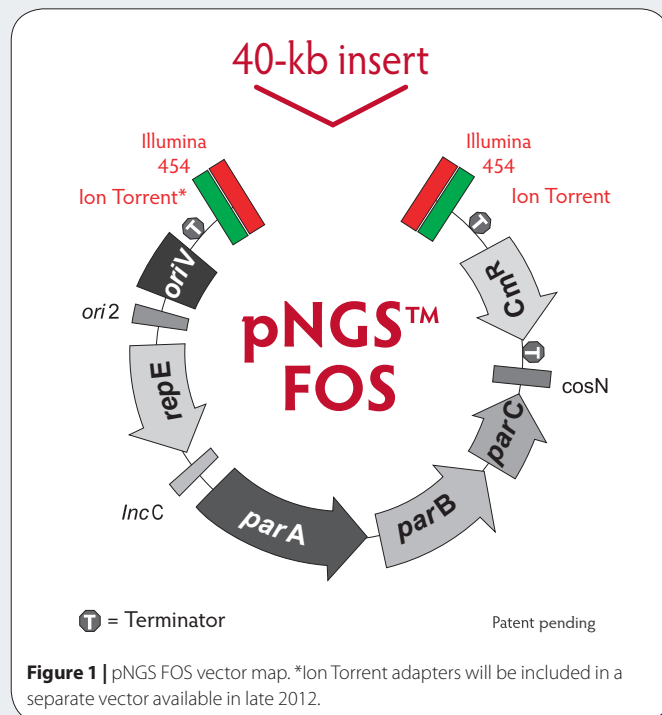 40-kb insert
Illumina
454
Ion Torrent*
Illumina
454
Ion Torrent
T
T
oriV
CmR
ori2
pNGS™
FOS
T
repE
cosN
parC
IncC
parA
parB
T = Terminator
Patent pending
Figure 1 | pNGS FOS vector map. *Ion Torrent adapters will be included in a
separate vector available in late 2012.